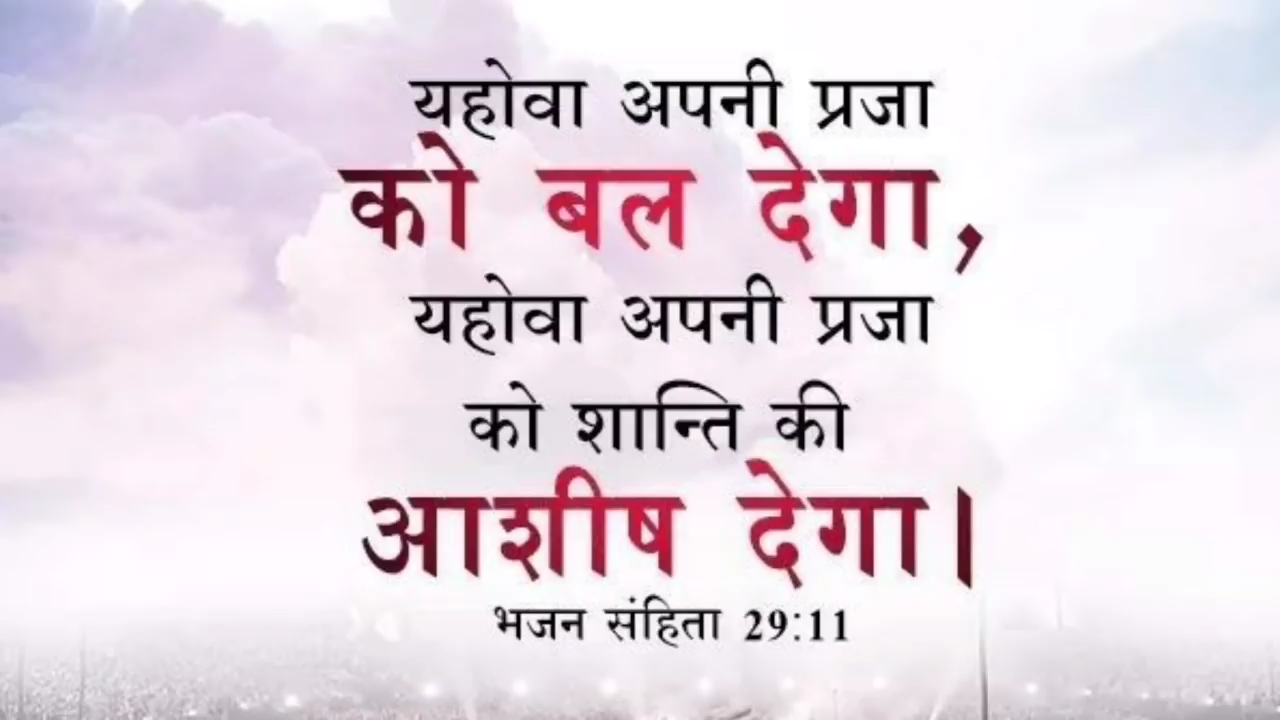 यहोवा अपनी प्रजा
को बल देगा,
यहोवा अपनी प्रजा
को शान्ति की
आशीष देगा।
भजन संहिता 29:11